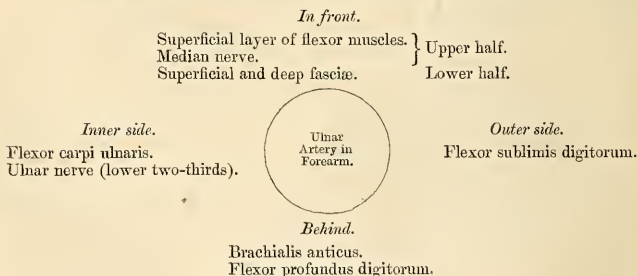 In front.
Superficial layer of flexor muscles. } Upper half.
Median nerve.
Superficial and deep fasciæ. Lower half.
Inner side.
Flexor carpi ulnaris.
Ulnar nerve (lower two-thirds).
Ulnar
Artery in
Forearm.
Outer side.
Flexor sublimis digitorum.
Behind.
Brachialis anticus.
Flexor profundus digitorum.